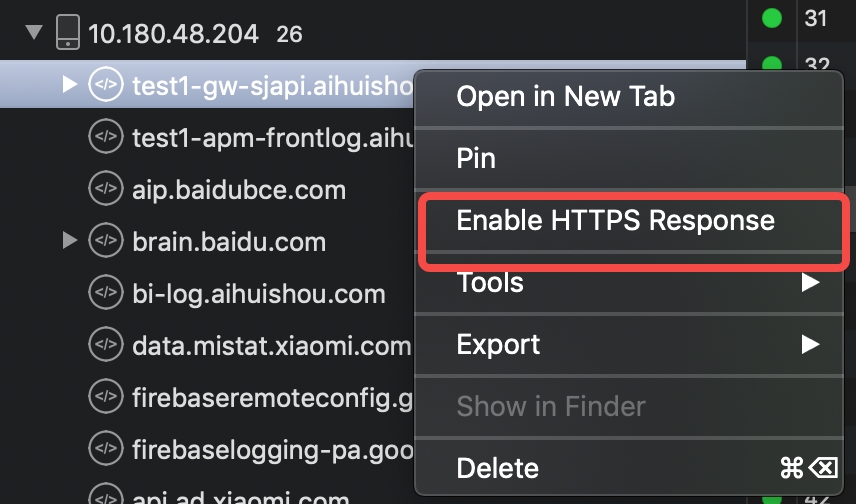 10.180.48.204 26
31
32
test1-gw-sjapi.aihuisho
Open in New Tab
test1-apm-frontlog.aihu
Pin
aip.baidubce.com
Enable HTTPS Response
brain.baidu.com
Tools
bi-log.aihuishou.com
data.mistat.xiaomi.com
Export
firebaseremoteconfig.g
Show in Finder
firebaselogging-pa.goo
Delete ⌘⌫
api.ad.xiaomi.com
42